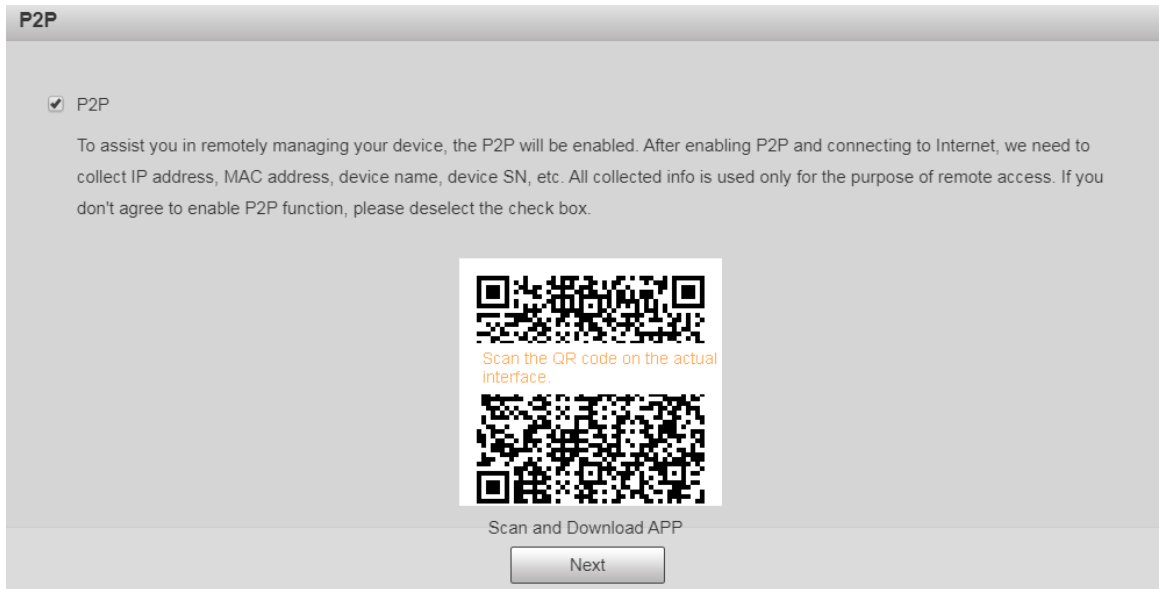 P2P
P2P
To assist you in remotely managing your device, the P2P will be enabled. After enabling P2P and connecting to Internet, we need to
collect IP address, MAC address, device name, device SN, etc. All collected info is used only for the purpose of remote access. If you
don't agree to enable P2P function, please deselect the check box.
Scan the QR code on the actual
interface.
Scan and Download APP
Next